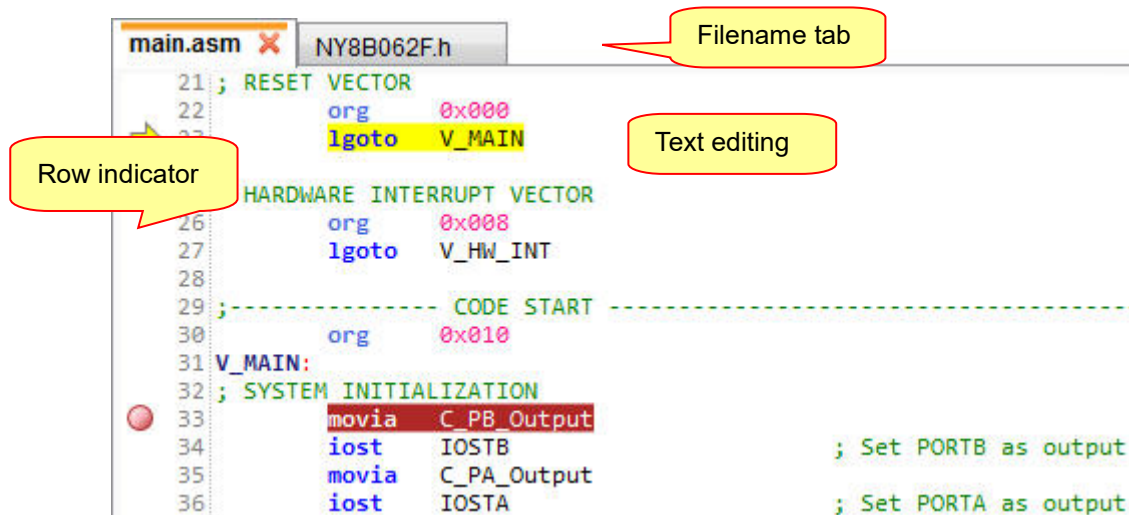 Filename tab
main.asm NY8B062F.h
21 ; RESET VECTOR
22 org 0x000
lgoto V_MAIN
Text editing
Row indicator
HARDWARE INTERRUPT VECTOR
26 org 0x008
27 lgoto V_HW_INT
28
29 ;--------------- CODE START --------------------------------------
30 org 0x010
31 V_MAIN:
32 ; SYSTEM INITIALIZATION
33 movia C_PB_Output
34 iost IOSTB ; Set PORTB as output
35 movia C_PA_Output
36 iost IOSTA ; Set PORTA as output